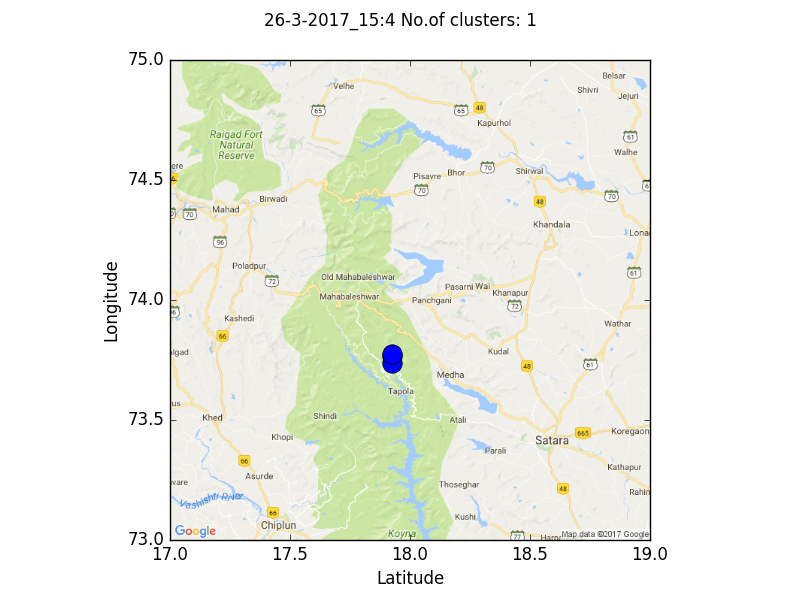 26-3-2017_15:4 No.of clusters: 1
75.0
74.5
74.0
73.5
73.0
17.0
17.5
18.0
18.5
19.0
Longitude
Latitude
Velhe
Belsar
Shivri
Jejuri
65
65
48
Kapurhol
Raigad Fort
Natural
Reserve
61
Walhe
70
Pisavre
Bhor
Shirwal
70
70
Birwadi
Mahad
70
48
Khandala
96
Poladpur
72
Old Mahabaleshwar
Mahabaleshwar
Panchgani
Pasarni
Wai
Khanapur
72
61
Kashedi
66
Wathar
Kudal
48
61
Medha
Tapola
Khed
Shindi
Atali
Khopi
Satara
665
Koregaon
66
Asurde
Parali
Kathapur
Thoseghar
48
Vashishti River
66
Chiplun
Kushi
Koyna
77
Google
Map data ©2017 Google